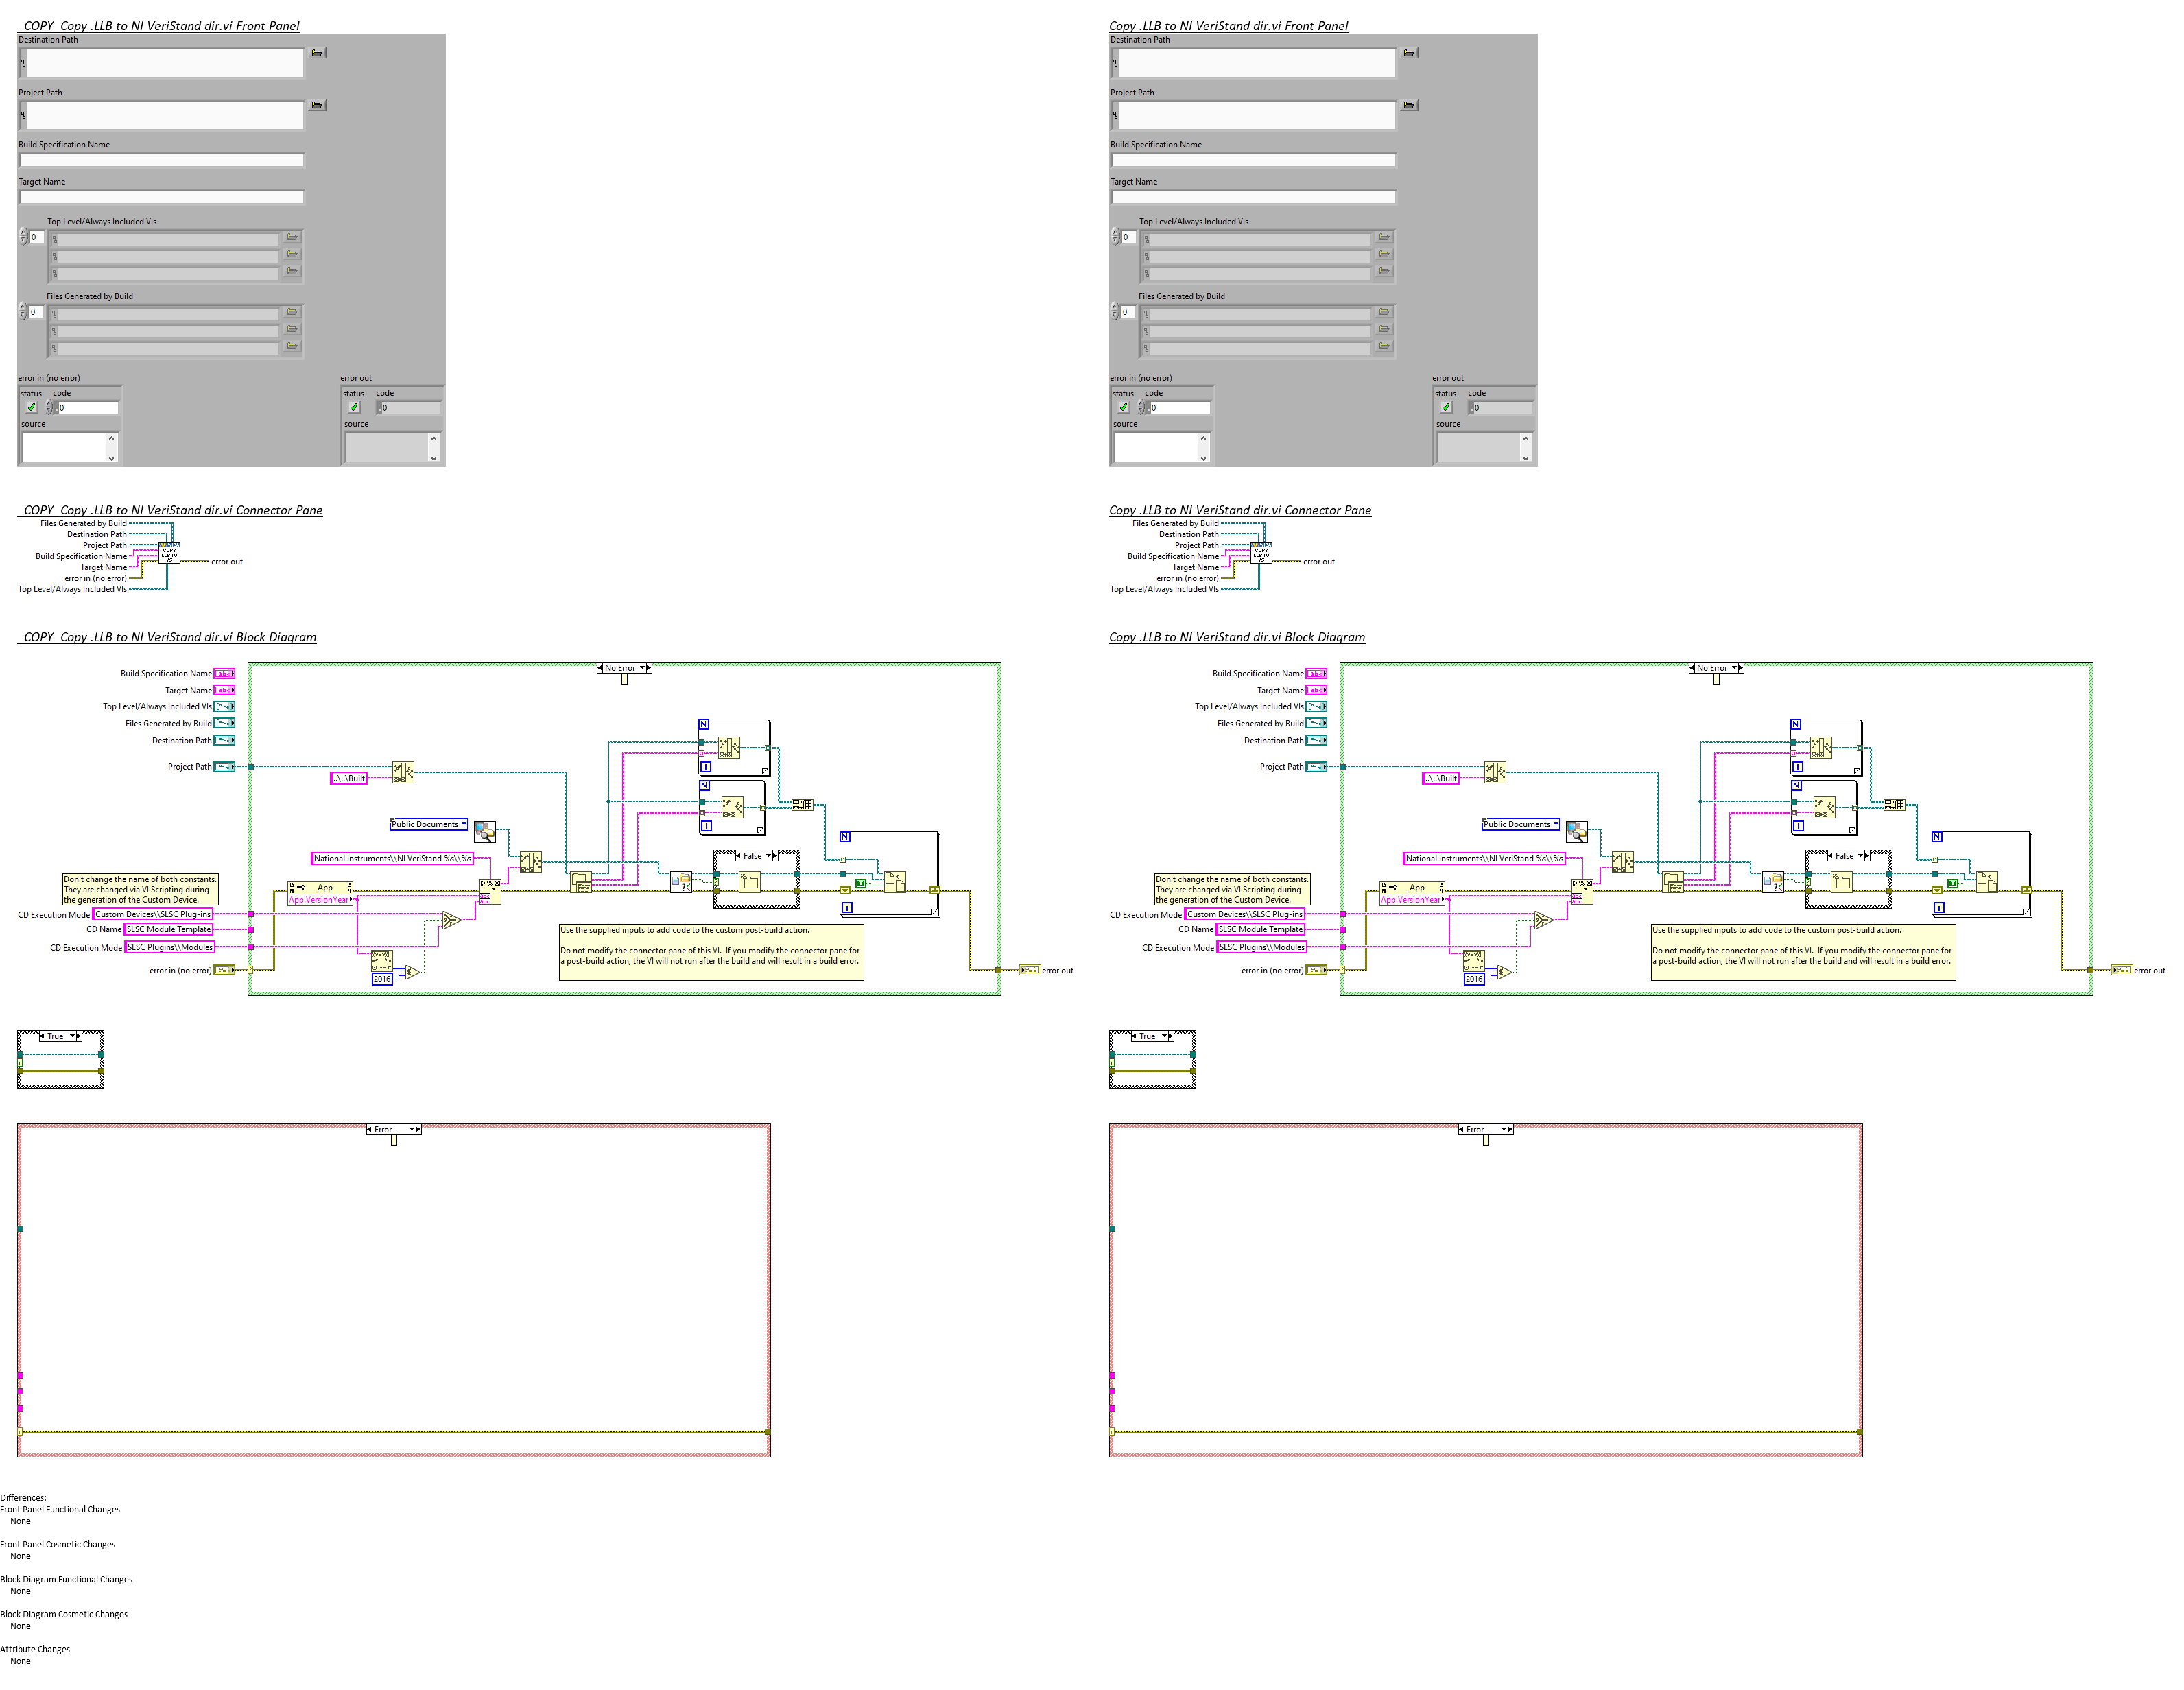 _COPY_Copy .LLB to NI VeriStand dir.vi Front Panel
Destination Path
Project Path
Build Specification Name
Target Name
Top Level/Always Included VIs
0
Files Generated by Build
0
error in (no error)
status code
0
source
error out
status code
0
source
_COPY_Copy .LLB to NI VeriStand dir.vi Connector Pane
Files Generated by Build
Destination Path
Project Path
Build Specification Name
Target Name
error in (no error)
Top Level/Always Included VIs
COPY
LLB TO
VS
error out
_COPY_Copy .LLB to NI VeriStand dir.vi Block Diagram
Build Specification Name
Target Name
Top Level/Always Included VIs
Files Generated by Build
Destination Path
Project Path
No Error
..\..\Built
Public Documents
National Instruments\\NI VeriStand %s\\%s
N
i
N
i
False
N
T
i
Don't change the name of both constants.
They are changed via VI Scripting during
the generation of the Custom Device.
App
App.VersionYear
CD Execution Mode Custom Devices\\SLSC Plug-ins
CD Name SLSC Module Template
CD Execution Mode SLSC Plugins\\Modules
error in (no error)
2016
Use the supplied inputs to add code to the custom post-build action.
Do not modify the connector pane of this VI. If you modify the connector pane for
a post-build action, the VI will not run after the build and will result in a build error.
error out
True
Error
Copy .LLB to NI VeriStand dir.vi Front Panel
Destination Path
Project Path
Build Specification Name
Target Name
Top Level/Always Included VIs
0
Files Generated by Build
0
error in (no error)
status code
0
source
error out
status code
0
source
Copy .LLB to NI VeriStand dir.vi Connector Pane
Files Generated by Build
Destination Path
Project Path
Build Specification Name
Target Name
error in (no error)
Top Level/Always Included VIs
COPY
LLB TO
VS
error out
Copy .LLB to NI VeriStand dir.vi Block Diagram
Build Specification Name
Target Name
Top Level/Always Included VIs
Files Generated by Build
Destination Path
Project Path
No Error
..\..\Built
Public Documents
National Instruments\\NI VeriStand %s\\%s
N
i
N
i
False
N
T
i
Don't change the name of both constants.
They are changed via VI Scripting during
the generation of the Custom Device.
App
App.VersionYear
CD Execution Mode Custom Devices\\SLSC Plug-ins
CD Name SLSC Module Template
CD Execution Mode SLSC Plugins\\Modules
error in (no error)
2016
Use the supplied inputs to add code to the custom post-build action.
Do not modify the connector pane of this VI. If you modify the connector pane for
a post-build action, the VI will not run after the build and will result in a build error.
error out
True
Error
Differences:
Front Panel Functional Changes
None
Front Panel Cosmetic Changes
None
Block Diagram Functional Changes
None
Block Diagram Cosmetic Changes
None
Attribute Changes
None